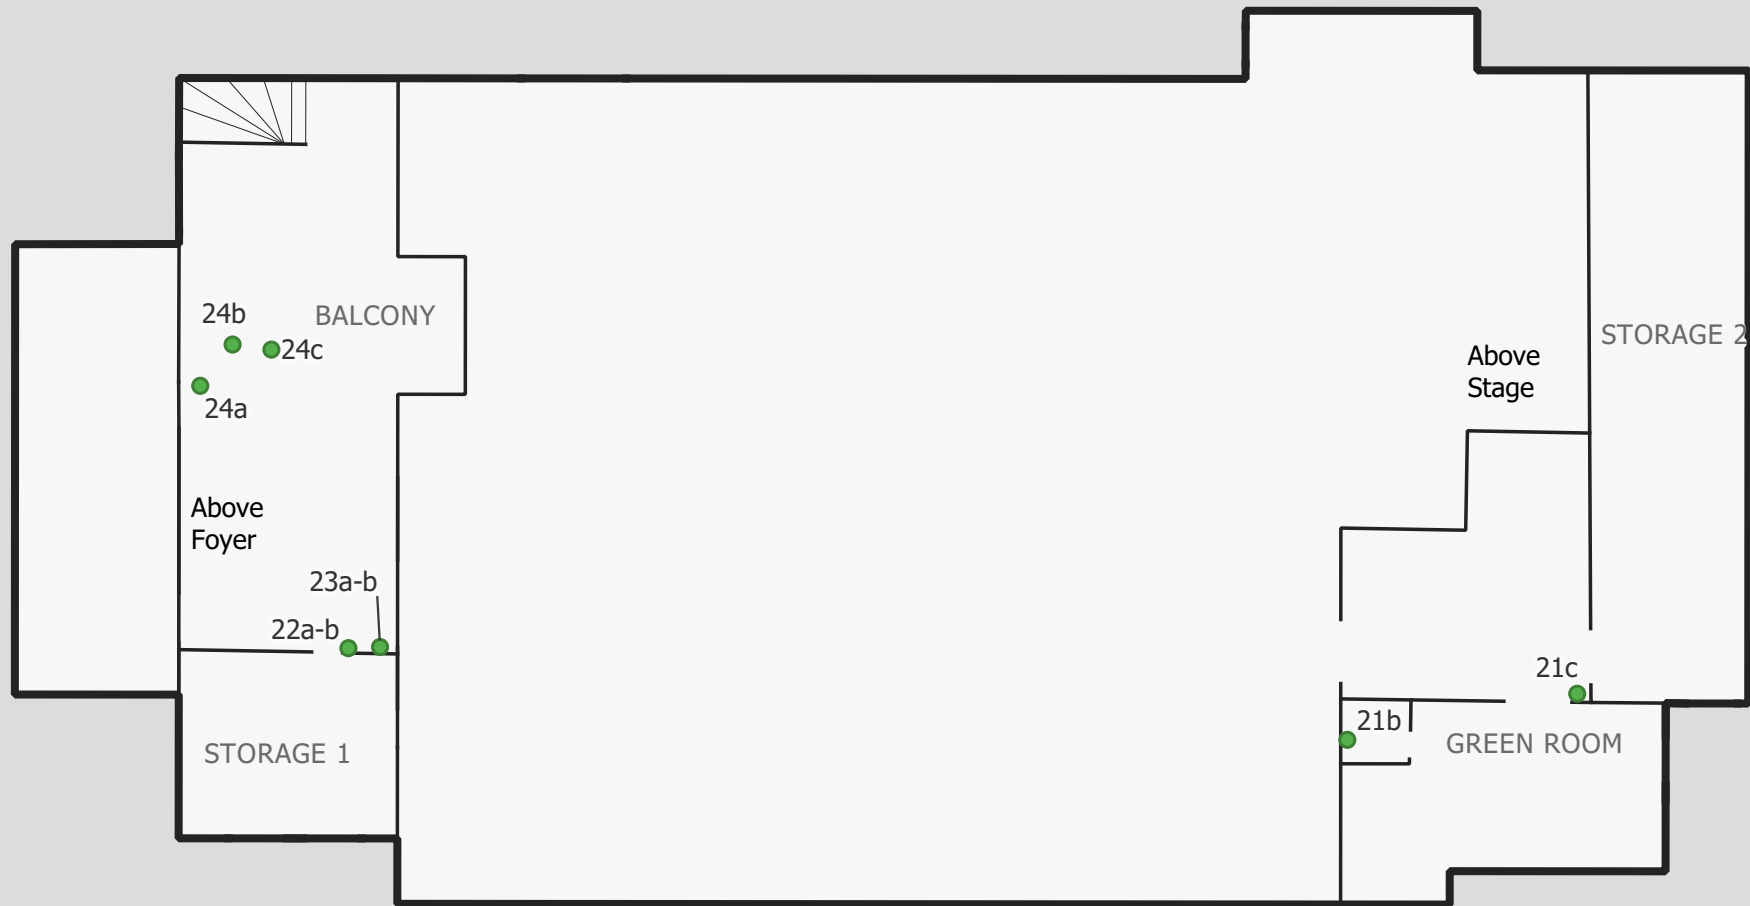 24b
BALCONY
24c
24a
Above
Foyer
23a-b
22a-b
STORAGE 1
Above
Stage
STORAGE 2
21c
21b
GREEN ROOM